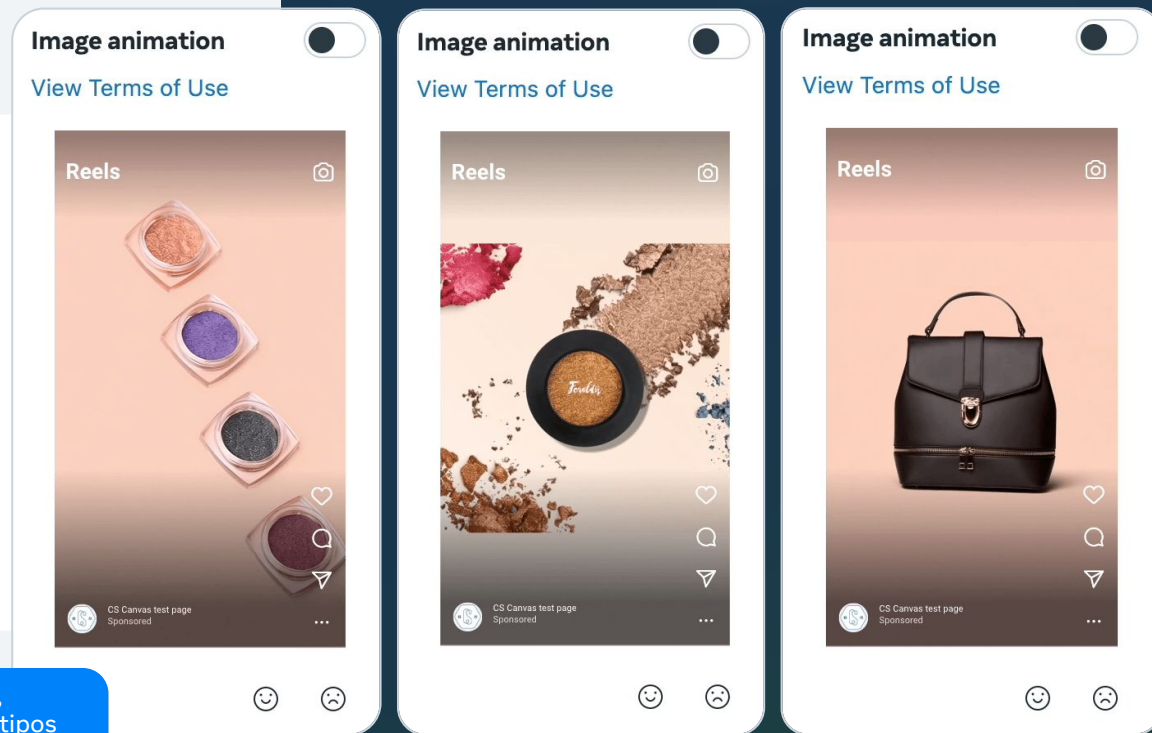 Image animation
View Terms of Use
Reels
CS Canvas test page
Sponsored
Image animation
View Terms of Use
Reels
CS Canvas test page
Sponsored
Image animation
View Terms of Use
Reels
CS Canvas test page
Sponsored
tipos